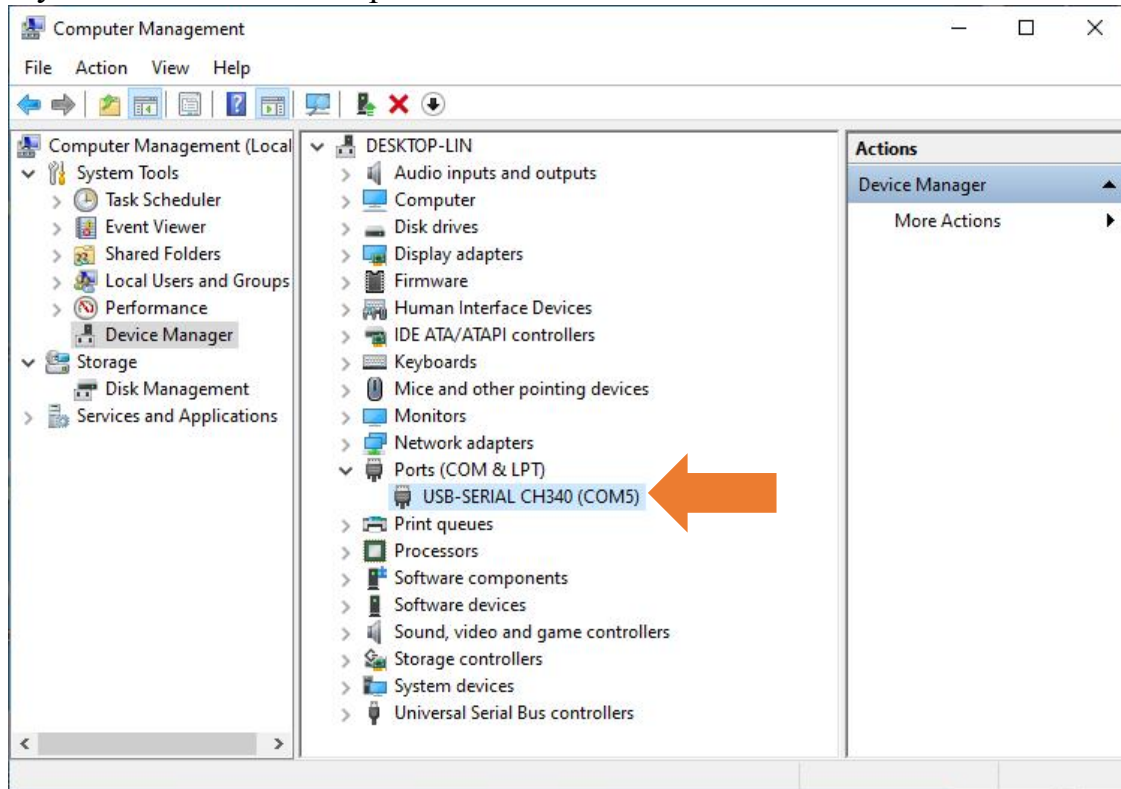 Computer Management
File Action View Help
Computer Management (Local
System Tools
Task Scheduler
Event Viewer
Shared Folders
Local Users and Groups
Performance
Device Manager
Storage
Disk Management
Services and Applications
DESKTOP-LIN
Audio inputs and outputs
Computer
Disk drives
Display adapters
Firmware
Human Interface Devices
IDE ATA/ATAPI controllers
Keyboards
Mice and other pointing devices
Monitors
Network adapters
Ports (COM & LPT)
USB-SERIAL CH340 (COM5)
Print queues
Processors
Software components
Software devices
Sound, video and game controllers
Storage controllers
System devices
Universal Serial Bus controllers
Actions
Device Manager
More Actions